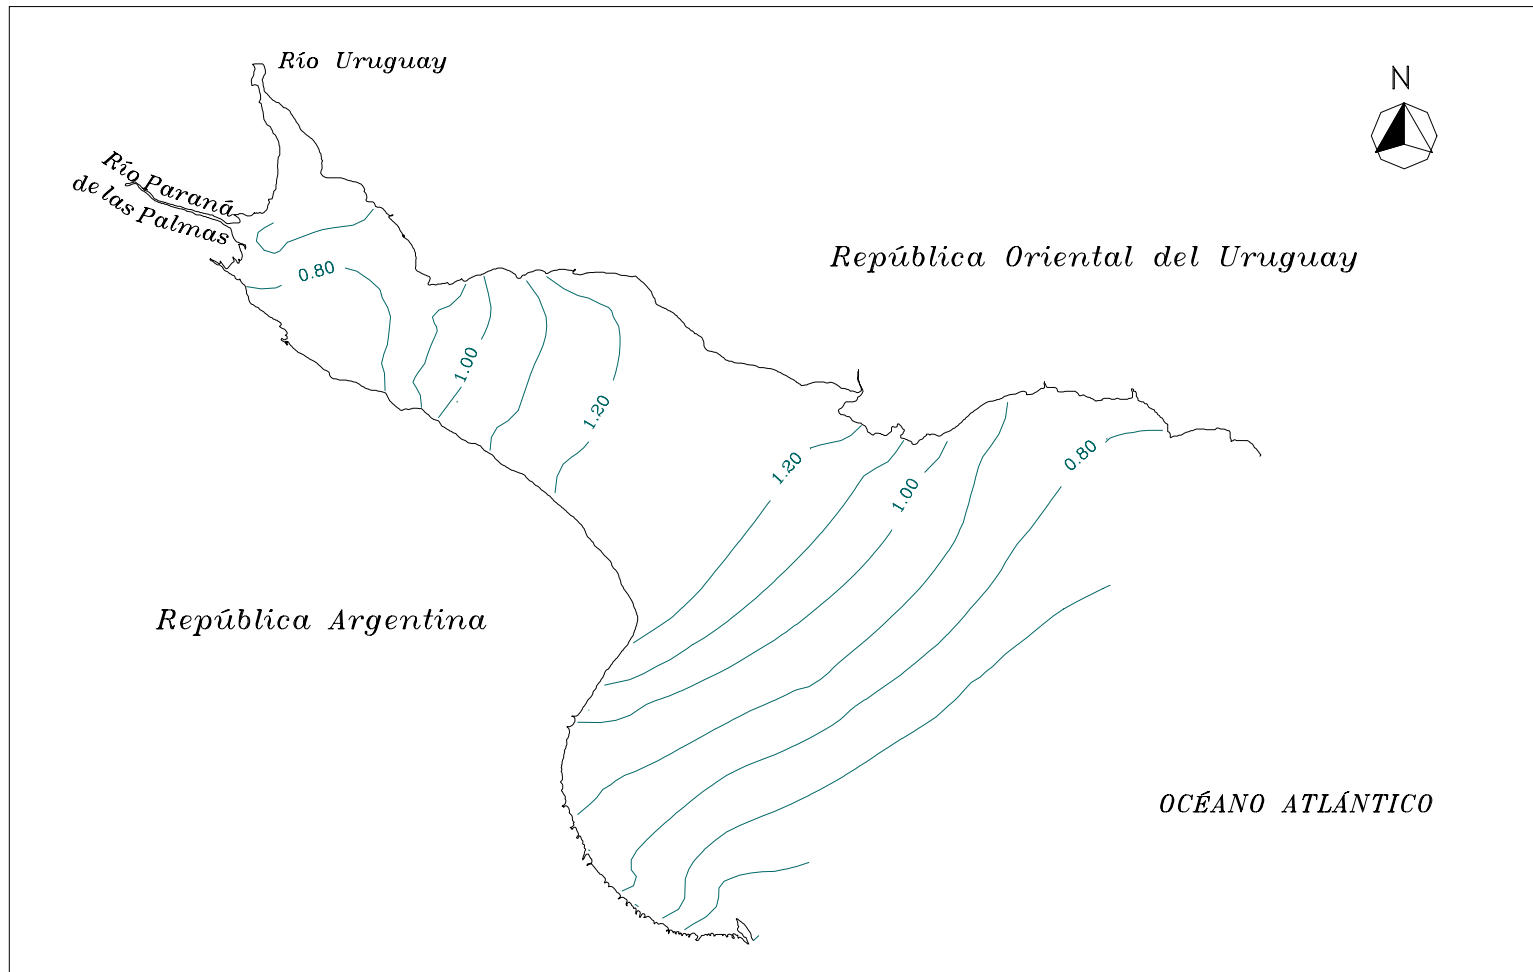 Río Uruguay
N
Río Paraná
de las Palmas
República Oriental del Uruguay
0.80
1.00
1.20
1.20
0.80
1.00
República Argentina
OCÉANO ATLÁNTICO